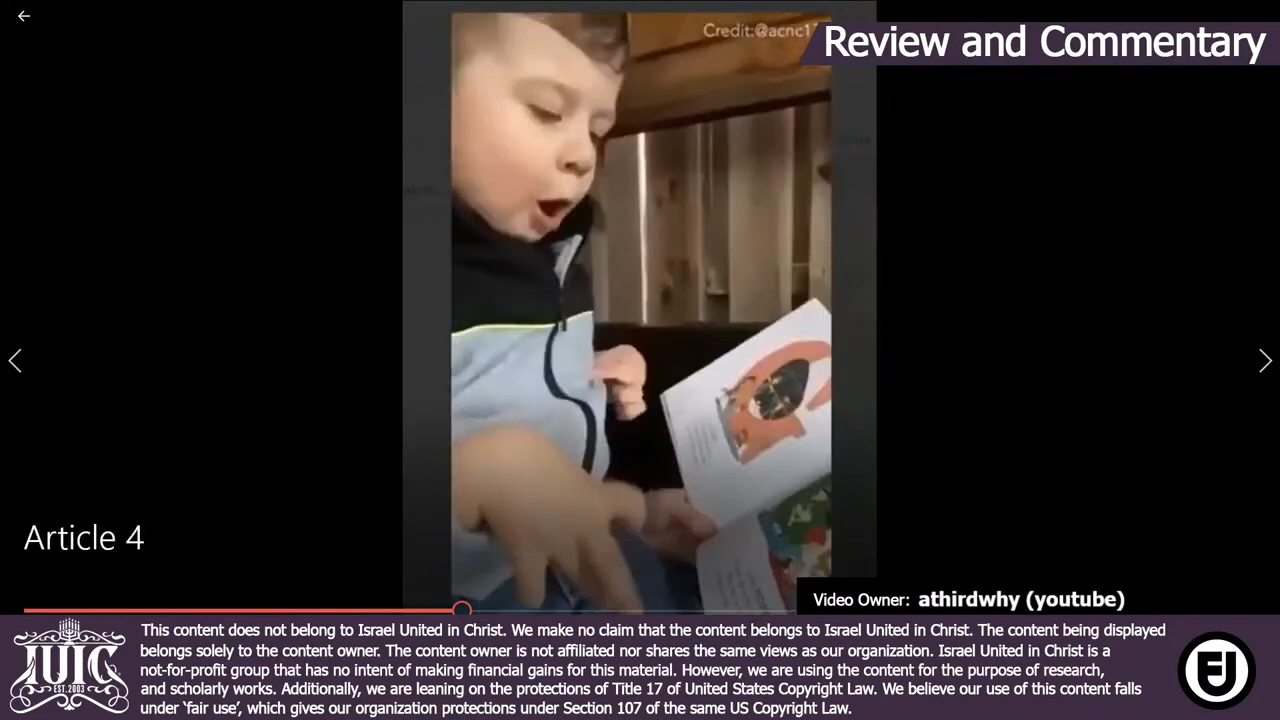 Credit:@acnc1
Review and Commentary
Article 4
Video Owner: athirdwhy (youtube)
IUIC
EST.2003
This content does not belong to Israel United in Christ. We make no claim that the content belongs to Israel United in Christ. The content being displayed
belongs solely to the content owner. The content owner is not affiliated nor shares the same views as our organization. Israel United in Christ is a
not-for-profit group that has no intent of making financial gains for this material. However, we are using the content for the purpose of research,
and scholarly works. Additionally, we are leaning on the protections of Title 17 of United States Copyright Law. We believe our use of this content falls
under ‘fair use’, which gives our organization protections under Section 107 of the same US Copyright Law.